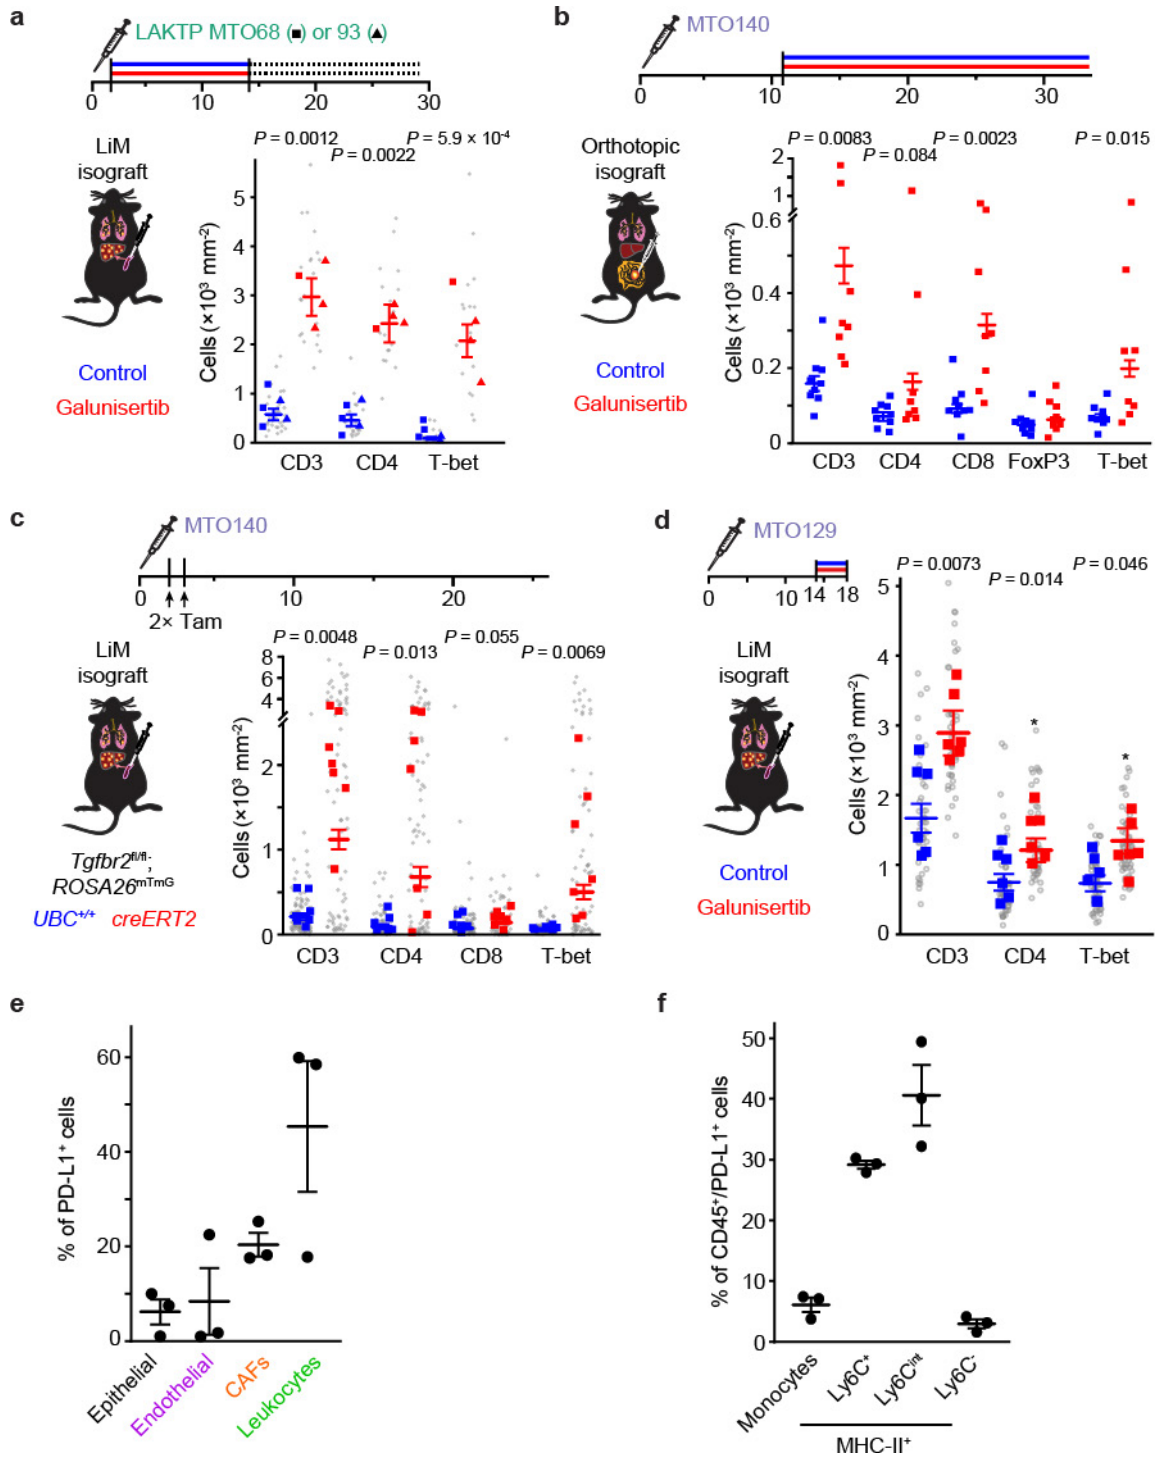 a
LAKTP MTO68 (■) or 93 (▲)
0 10 20 30
LiM
isograft
Control
Galunisertib
P = 0.0012
P = 0.0022
P = 5.9 × 10⁻⁴
Cells (×10³ mm⁻²)
5
4
3
2
1
0
CD3 CD4 T-bet
b
MTO140
0 10 20 30
Orthotopic
isograft
Control
Galunisertib
P = 0.0083 P = 0.0023 P = 0.015
P = 0.084
Cells (×10³ mm⁻²)
2
1
0.6
0.4
0.2
0
CD3 CD4 CD8 FoxP3 T-bet
c
MTO140
0 10 20
2× Tam
LiM
isograft
Tgfbr2fl/fl;
ROSA26mTmG
UBC+/+ creERT2
P = 0.0048 P = 0.055
P = 0.013 P = 0.0069
Cells (×10³ mm⁻²)
8
6
4
2
1
0
CD3 CD4 CD8 T-bet
d
MTO129
0 10 14 18
LiM
isograft
Control
Galunisertib
P = 0.0073 P = 0.046
P = 0.014
Cells (×10³ mm⁻²)
5
4
3
2
1
0
* *
CD3 CD4 T-bet
e
% of PD-L1⁺ cells
60
40
20
0
Epithelial
Endothelial
CAFs
Leukocytes
f
% of CD45⁺/PD-L1⁺ cells
50
40
30
20
10
0
Monocytes
Ly6C⁺
Ly6Cint
Ly6C⁻
MHC-II⁺